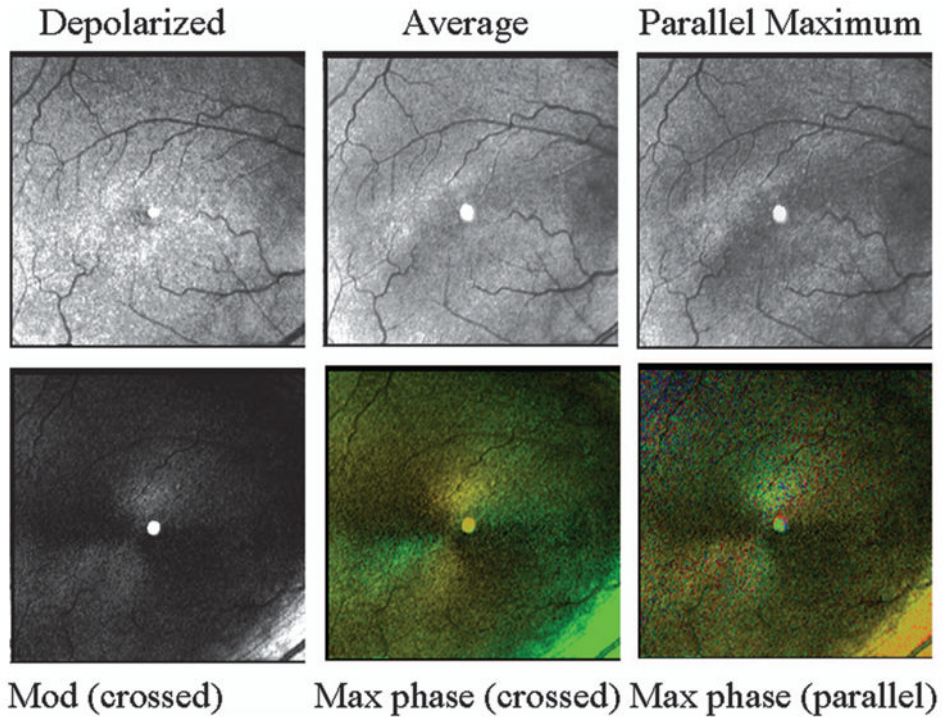 Depolarized
Average
Parallel Maximum
Mod (crossed)
Max phase (crossed)
Max phase (parallel)